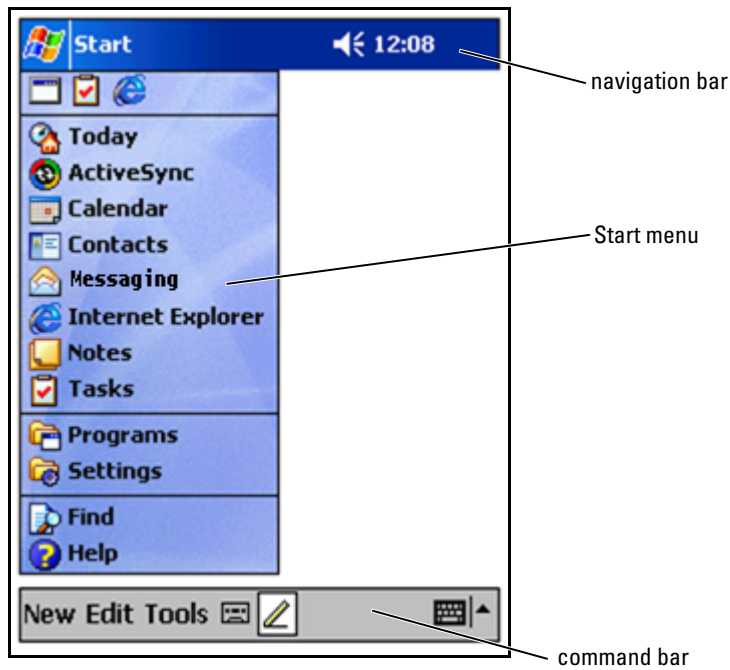 Start 12:08
navigation bar
Today
ActiveSync
Calendar
Contacts
Start menu
Messaging
Internet Explorer
Notes
Tasks
Programs
Settings
Find
Help
New Edit Tools
command bar